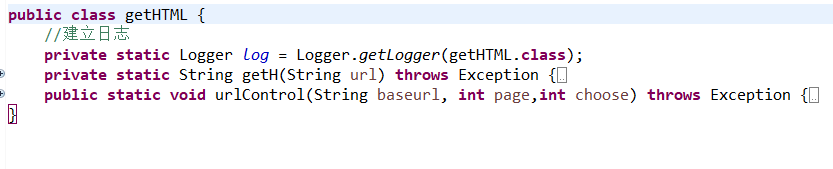 public class getHTML {
//建立日志
private static Logger log = Logger.getLogger(getHTML.class);
private static String getH(String url) throws Exception {
public static void urlControl(String baseurl, int page,int choose) throws Exception {
}